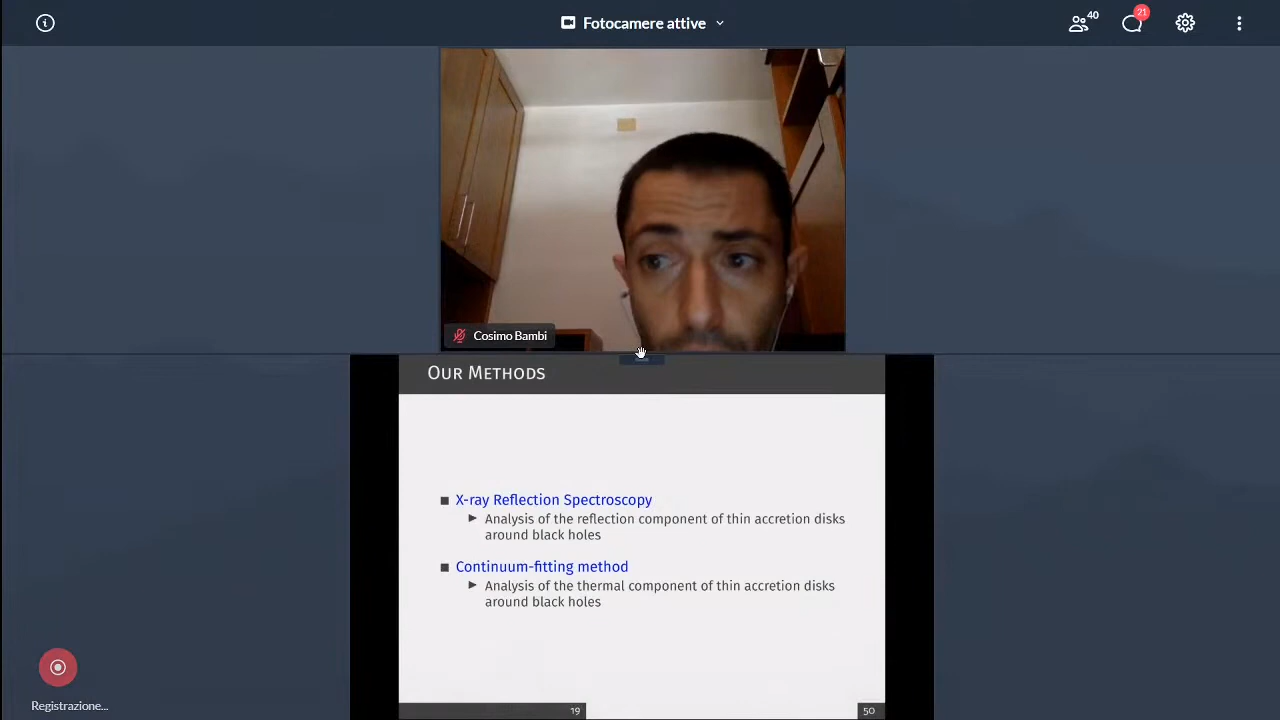 Fotocamere attive
40
21
Cosimo Bambi
Our Methods
X-ray Reflection Spectroscopy
Analysis of the reflection component of thin accretion disks
around black holes
Continuum-fitting method
Analysis of the thermal component of thin accretion disks
around black holes
19
50
Registrazione...